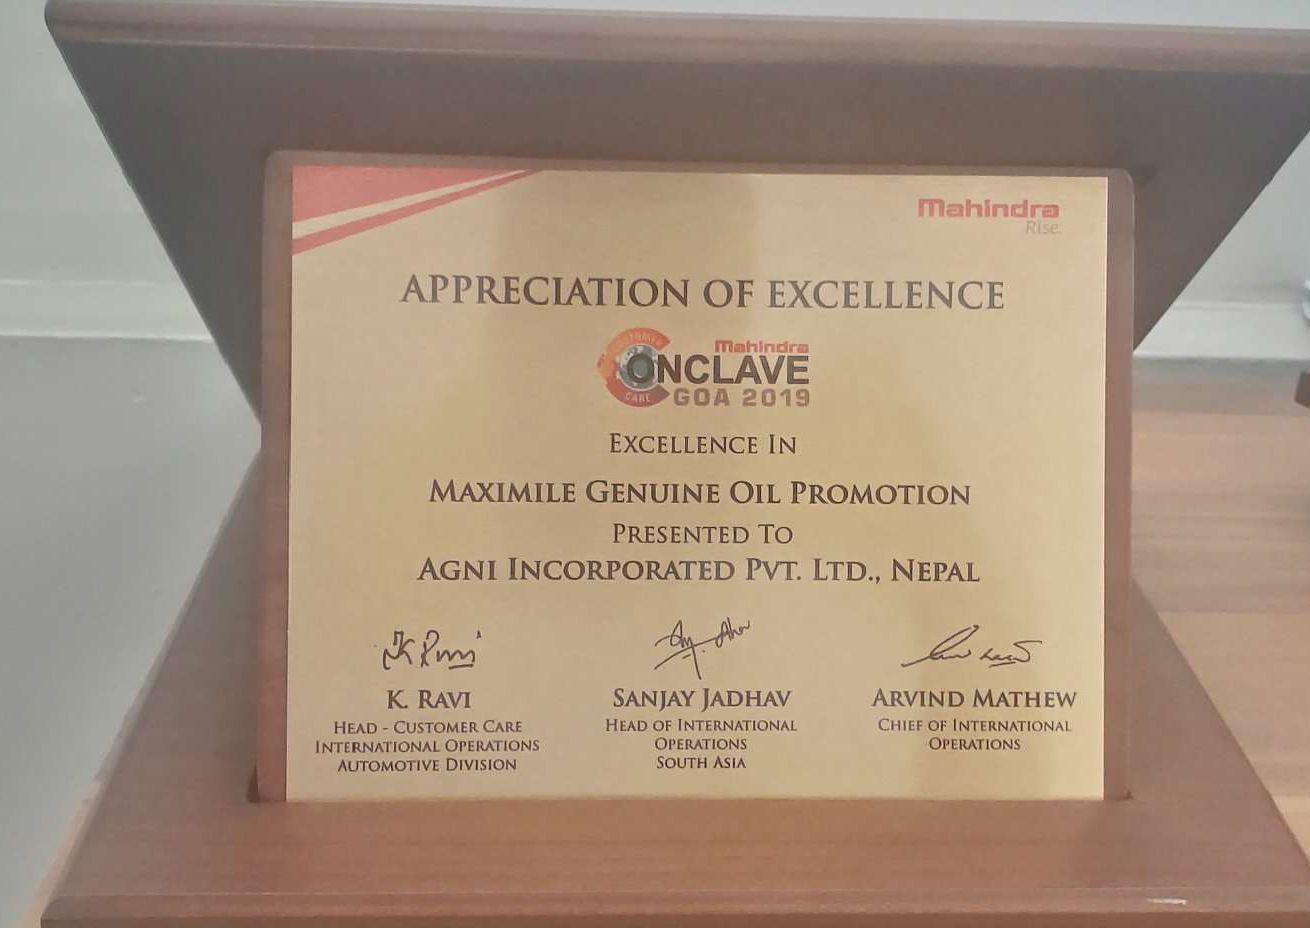 Mahindra
Rise.
APPRECIATION OF EXCELLENCE
CUSTOMER
Mahindra
ONCLAVE
CARE
GOA 2019
EXCELLENCE IN
MAXIMILE GENUINE OIL PROMOTION
PRESENTED TO
AGNI INCORPORATED PVT. LTD., NEPAL
K. RAVI
HEAD - CUSTOMER CARE
INTERNATIONAL OPERATIONS
AUTOMOTIVE DIVISION
SANJAY JADHAV
HEAD OF INTERNATIONAL
OPERATIONS
SOUTH ASIA
ARVIND MATHEW
CHIEF OF INTERNATIONAL
OPERATIONS